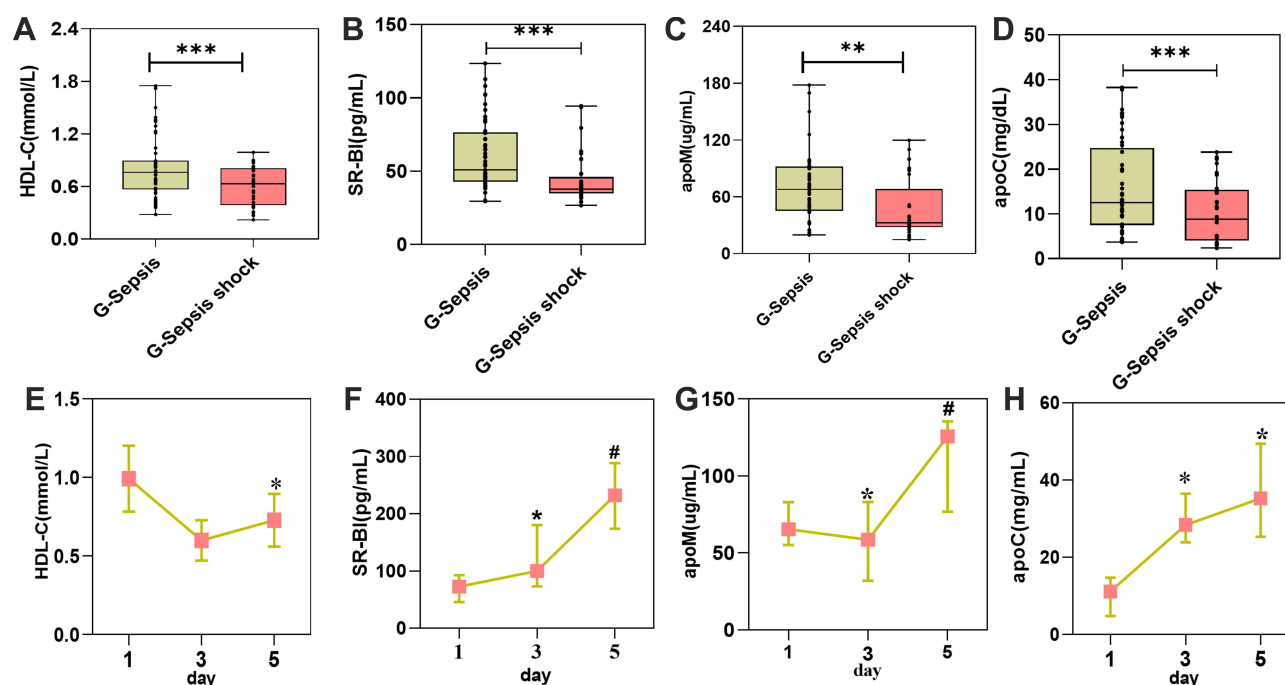 A
HDL-C(mmol/L)
2.4
1.8
1.2
0.6
0.0
***
G-Sepsis
G-Sepsis shock
B
SR-BI(pg/mL)
150
100
50
0
***
G-Sepsis
G-Sepsis shock
C
apoM(ug/mL)
240
180
120
60
0
**
G-Sepsis
G-Sepsis shock
D
apoC(mg/dL)
50
40
30
20
10
0
***
G-Sepsis
G-Sepsis shock
E
HDL-C(mmol/L)
1.5
1.0
0.5
0.0
*
1 3 5
day
F
SR-BI(pg/mL)
400
300
200
100
0
*
#
1 3 5
day
G
apoM(ug/mL)
150
100
50
0
*
#
1 3 5
day
H
apoC(mg/mL)
60
40
20
0
*
*
1 3 5
day